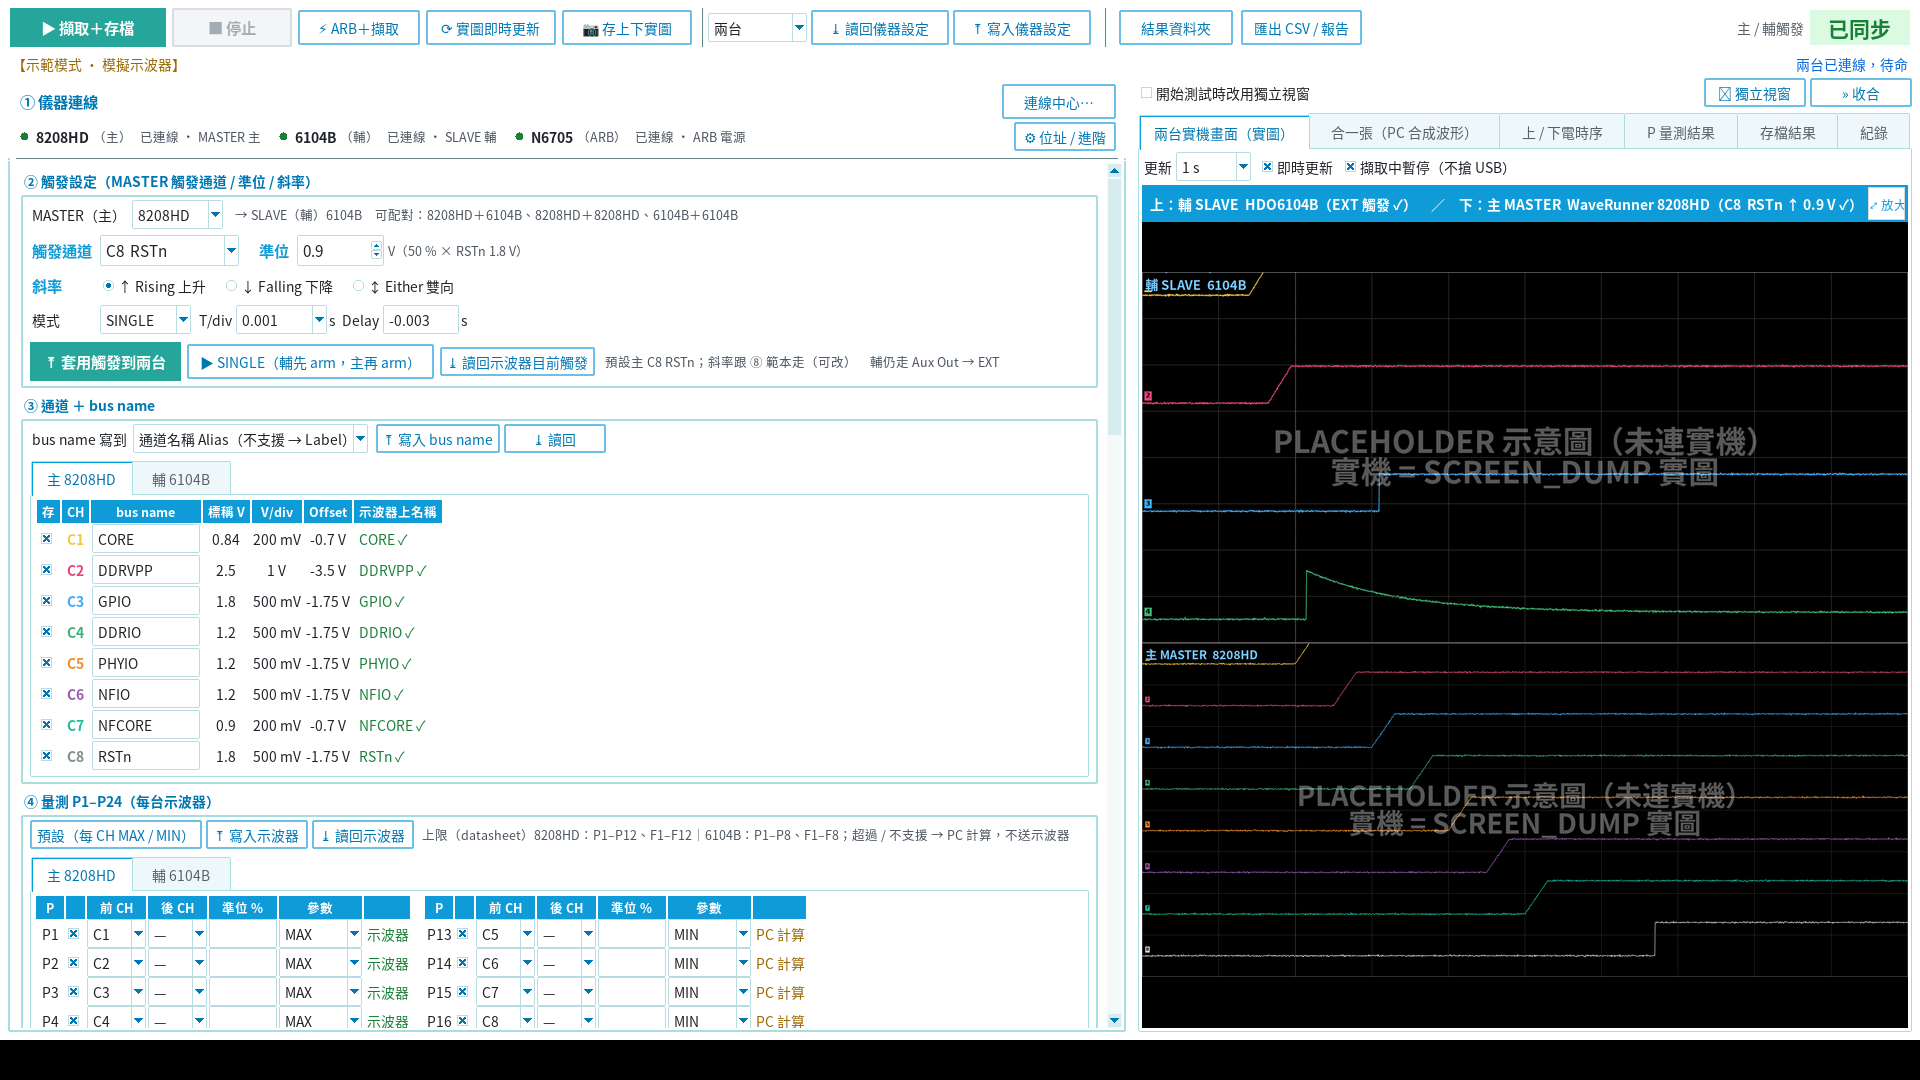 ▶ 擷取＋存檔
■ 停止
⚡ ARB＋擷取
⟳ 實圖即時更新
📷 存上下實圖
兩台
⤓ 讀回儀器設定
⤒ 寫入儀器設定
結果資料夾
匯出 CSV / 報告
主 / 輔觸發
已同步
【示範模式 · 模擬示波器】
兩台已連線，待命
① 儀器連線
連線中心…
8208HD （主） 已連線 · MASTER 主
6104B （輔） 已連線 · SLAVE 輔
N6705 （ARB） 已連線 · ARB 電源
⚙ 位址 / 進階
② 觸發設定（MASTER 觸發通道 / 準位 / 斜率）
MASTER（主） 8208HD → SLAVE（輔）6104B 可配對：8208HD＋6104B、8208HD＋8208HD、6104B＋6104B
觸發通道 C8 RSTn 準位 0.9 V（50 % × RSTn 1.8 V）
斜率 ↑ Rising 上升 ↓ Falling 下降 ↕ Either 雙向
模式 SINGLE T/div 0.001 s Delay -0.003 s
⤒ 套用觸發到兩台 ▶ SINGLE（輔先 arm，主再 arm） ⤓ 讀回示波器目前觸發 預設主 C8 RSTn；斜率跟 ⑧ 範本走（可改） 輔仍走 Aux Out → EXT
③ 通道 ＋ bus name
bus name 寫到 通道名稱 Alias（不支援 → Label） ⤒ 寫入 bus name ⤓ 讀回
主 8208HD 輔 6104B
存 CH bus name 標稱 V V/div Offset 示波器上名稱
C1 CORE 0.84 200 mV -0.7 V CORE ✓
C2 DDRVPP 2.5 1 V -3.5 V DDRVPP ✓
C3 GPIO 1.8 500 mV -1.75 V GPIO ✓
C4 DDRIO 1.2 500 mV -1.75 V DDRIO ✓
C5 PHYIO 1.2 500 mV -1.75 V PHYIO ✓
C6 NFIO 1.2 500 mV -1.75 V NFIO ✓
C7 NFCORE 0.9 200 mV -0.7 V NFCORE ✓
C8 RSTn 1.8 500 mV -1.75 V RSTn ✓
④ 量測 P1–P24（每台示波器）
預設（每 CH MAX / MIN） ⤒ 寫入示波器 ⤓ 讀回示波器 上限（datasheet）8208HD：P1–P12、F1–F12｜6104B：P1–P8、F1–F8；超過 / 不支援 → PC 計算，不送示波器
主 8208HD 輔 6104B
P 前 CH 後 CH 準位 % 參數 P 前 CH 後 CH 準位 % 參數
P1 C1 — MAX 示波器 P13 C5 — MIN PC 計算
P2 C2 — MAX 示波器 P14 C6 — MIN PC 計算
P3 C3 — MAX 示波器 P15 C7 — MIN PC 計算
P4 C4 — MAX 示波器 P16 C8 — MIN PC 計算
開始測試時改用獨立視窗
獨立視窗
» 收合
兩台實機畫面（實圖） 合一張（PC 合成波形） 上 / 下電時序 P 量測結果 存檔結果 紀錄
更新 1 s 即時更新 擷取中暫停（不搶 USB）
上：輔 SLAVE HDO6104B（EXT 觸發 ✓） ／ 下：主 MASTER WaveRunner 8208HD（C8 RSTn ↑ 0.9 V ✓）
⤢ 放大
輔 SLAVE 6104B
2
PLACEHOLDER 示意圖（未連實機）
實機 = SCREEN_DUMP 實圖
3
4
主 MASTER 8208HD
PLACEHOLDER 示意圖（未連實機）
實機 = SCREEN_DUMP 實圖